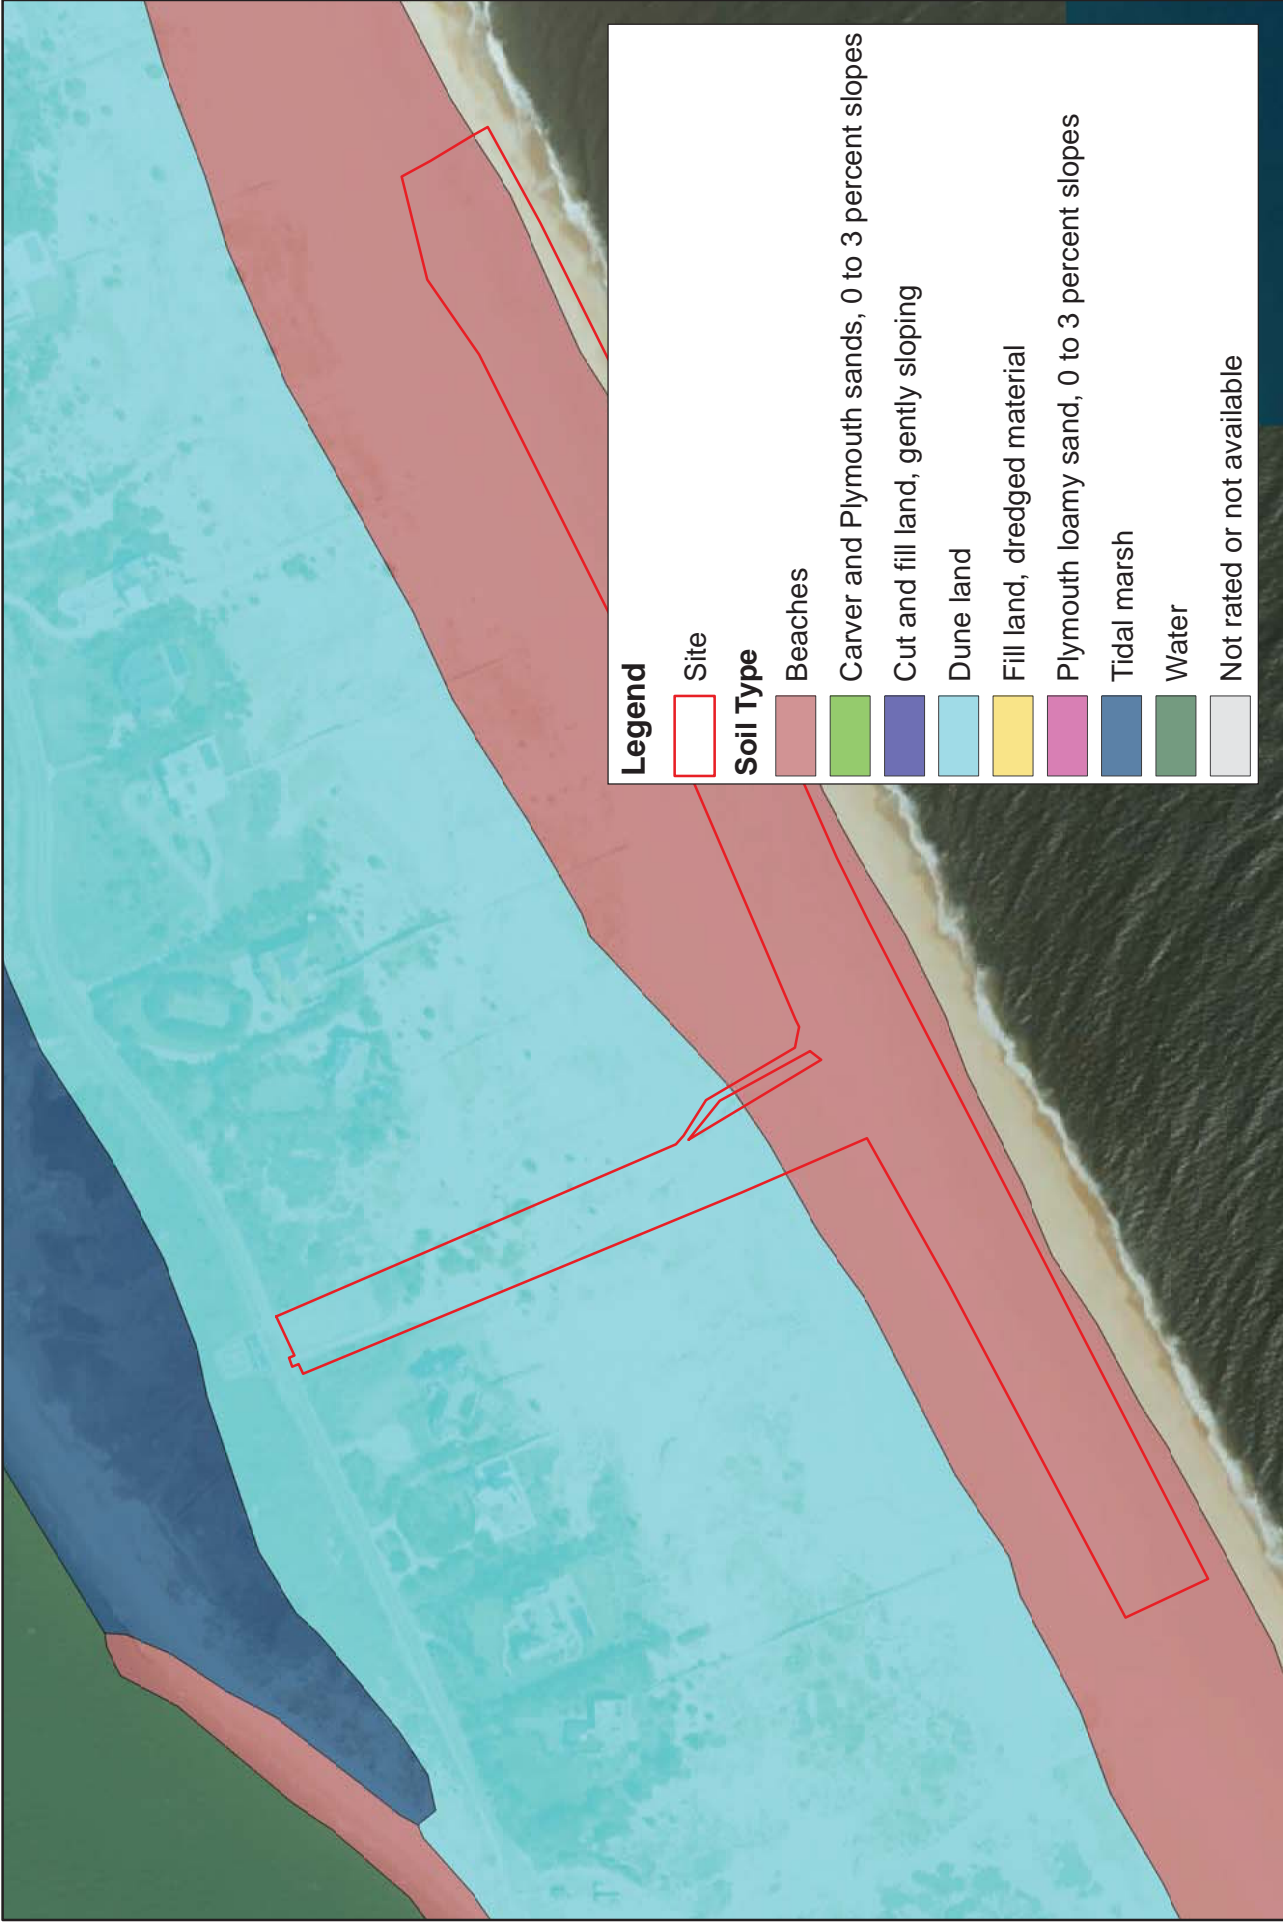 Legend
Site
Soil Type
Beaches
Carver and Plymouth sands, 0 to 3 percent slopes
Cut and fill land, gently sloping
Dune land
Fill land, dredged material
Plymouth loamy sand, 0 to 3 percent slopes
Tidal marsh
Water
Not rated or not available